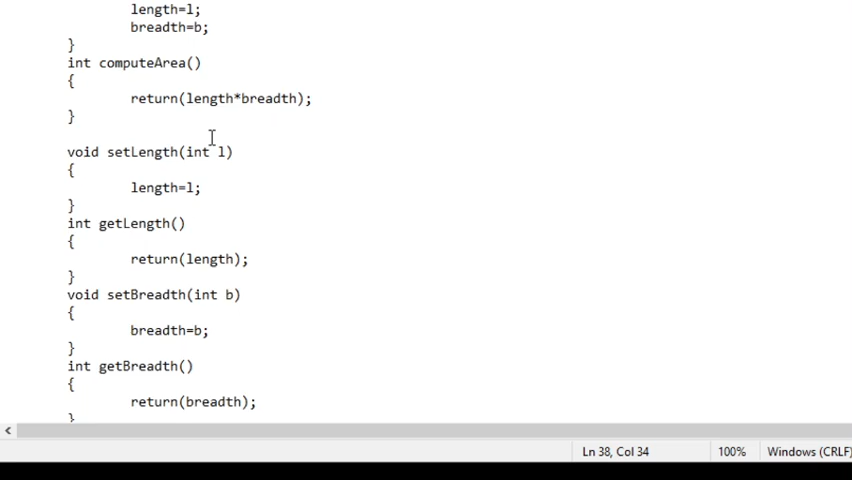 length=l;
breadth=b;
}
int computeArea()
{
return(length*breadth);
}
void setLength(int l)
{
length=l;
}
int getLength()
{
return(length);
}
void setBreadth(int b)
{
breadth=b;
}
int getBreadth()
{
return(breadth);
}
Ln 38, Col 34 100% Windows (CRLF)